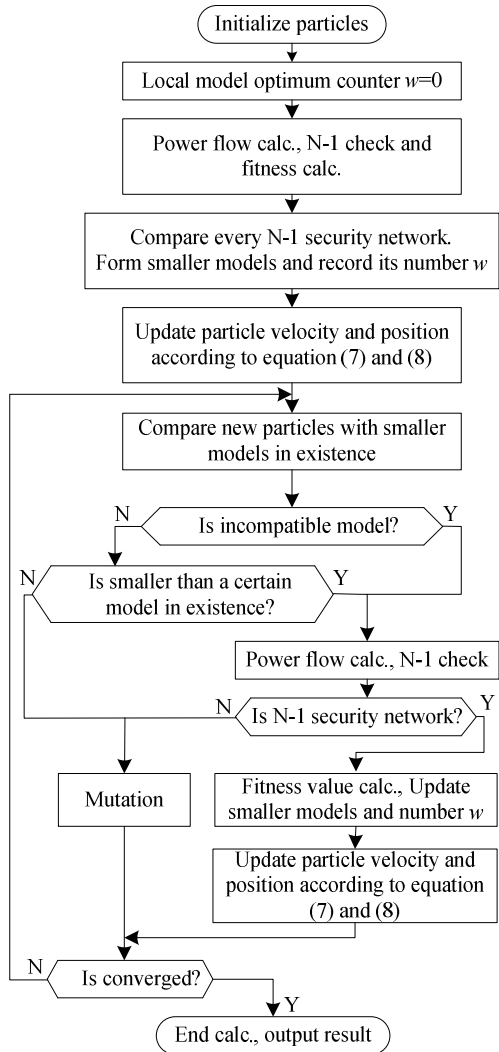 Initialize particles
Local model optimum counter w=0
Power flow calc., N-1 check and
fitness calc.
Compare every N-1 security network.
Form smaller models and record its number w
Update particle velocity and position
according to equation (7) and (8)
Compare new particles with smaller
models in existence
N
Is incompatible model?
Y
N
Is smaller than a certain
model in existence?
Y
Power flow calc., N-1 check
N
Is N-1 security network?
Y
Mutation
Fitness value calc., Update
smaller models and number w
Update particle velocity and
position according to equation
(7) and (8)
N
Is converged?
Y
End calc., output result